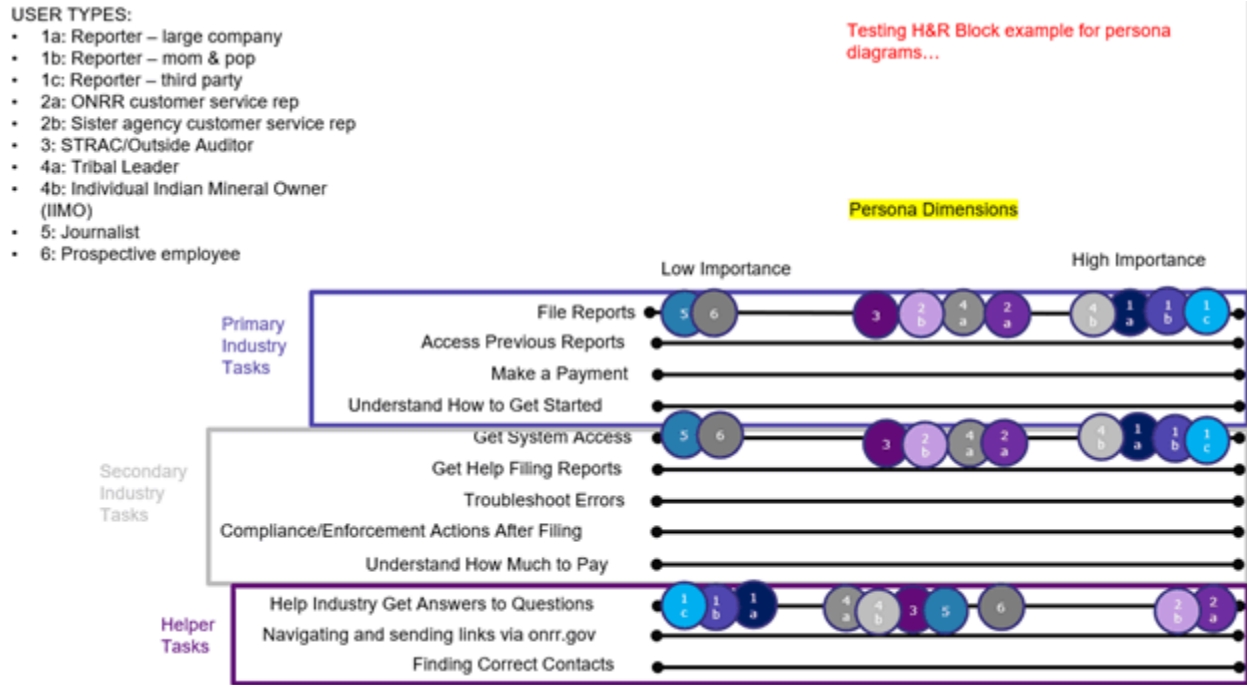 USER TYPES:
• 1a: Reporter – large company
• 1b: Reporter – mom & pop
• 1c: Reporter – third party
• 2a: ONRR customer service rep
• 2b: Sister agency customer service rep
• 3: STRAC/Outside Auditor
• 4a: Tribal Leader
• 4b: Individual Indian Mineral Owner
(IIMO)
• 5: Journalist
• 6: Prospective employee
Testing H&R Block example for persona
diagrams...
Persona Dimensions
Low Importance
High Importance
Primary
Industry
Tasks
File Reports
5 6 3 2b 4a 2a 4b 1a 1b 1c
Access Previous Reports
Make a Payment
Understand How to Get Started
Secondary
Industry
Tasks
Get System Access
5 6 3 2b 4a 2a 4b 1a 1b 1c
Get Help Filing Reports
Troubleshoot Errors
Compliance/Enforcement Actions After Filing
Understand How Much to Pay
Helper
Tasks
Help Industry Get Answers to Questions
1c 1b 1a 4a 4b 3 5 6 2b 2a
Navigating and sending links via onrr.gov
Finding Correct Contacts